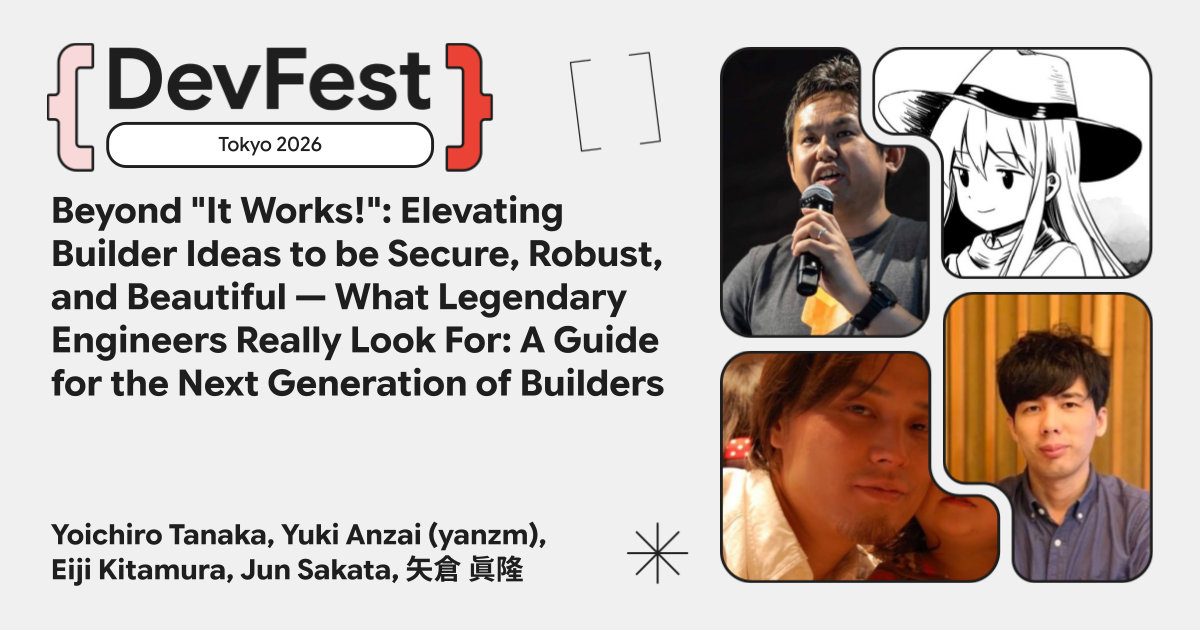 DevFest
Tokyo 2026
Beyond "It Works!": Elevating
Builder Ideas to be Secure, Robust,
and Beautiful — What Legendary
Engineers Really Look For: A Guide
for the Next Generation of Builders
Yoichiro Tanaka, Yuki Anzai (yanzm),
Eiji Kitamura, Jun Sakata, 矢倉 眞隆